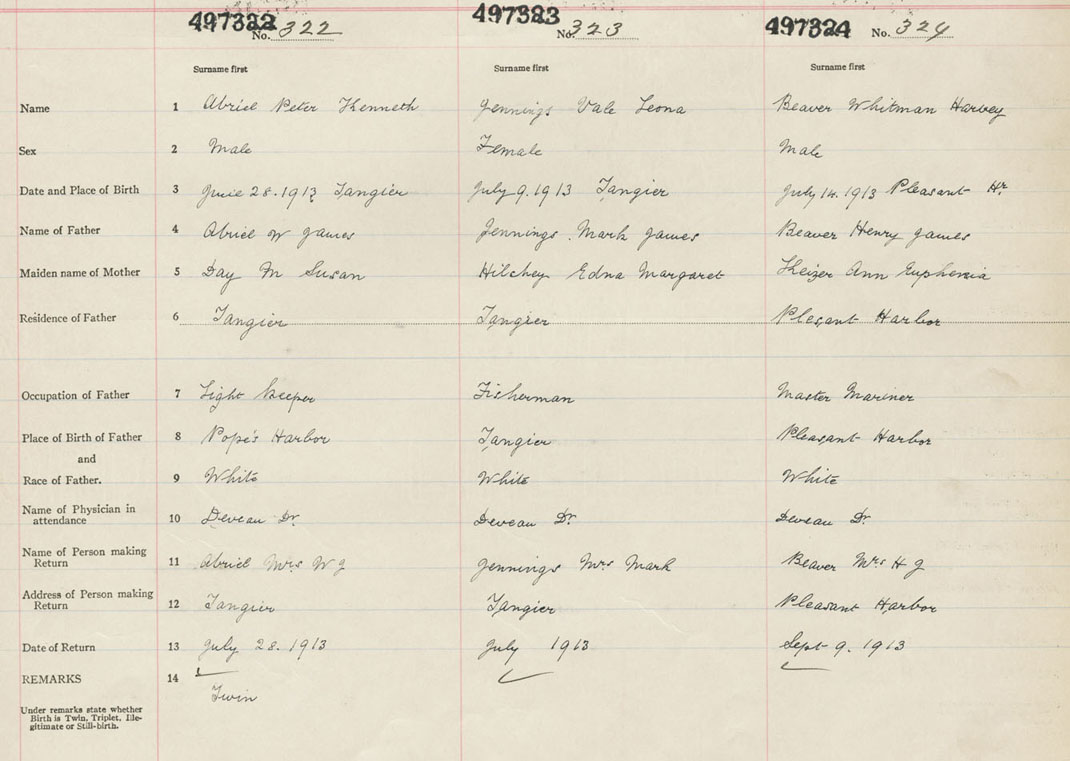 497322 No. 322 497323 No. 323 497324 No. 324
Surname first Surname first Surname first
Name 1 Abriel Peter Kenneth Jennings Vale Leona Beaver Whitman Harvey
Sex 2 Male Female Male
Date and Place of Birth 3 June 28. 1913 Tangier July 9. 1913 Tangier July 14. 1913 Pleasant Hr.
Name of Father 4 Abriel W James Jennings Mark James Beaver Henry James
Maiden name of Mother 5 Day M Susan Hilchey Edna Margaret Keizer Ann Euphemia
Residence of Father 6 Tangier Tangier Plesant Harbor
Occupation of Father 7 Light keeper Fisherman Master Mariner
Place of Birth of Father 8 Pope's Harbor Tangier Pleasant Harbor
and
Race of Father. 9 White White White
Name of Physician in
attendance 10 Deveau Dr. Deveau Dr. Deveau Dr.
Name of Person making
Return 11 Abriel Mrs W J Jennings Mrs Mark Beaver Mrs H J
Address of Person making
Return 12 Tangier Tangier Pleasant Harbor
Date of Return 13 July 28. 1913 July 1913 Sept 9. 1913
REMARKS 14
Twin
Under remarks state whether
Birth is Twin, Triplet, Ille-
gitimate or Still-birth.